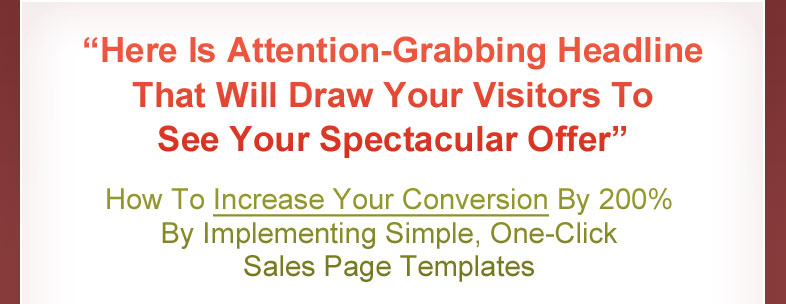 “Here Is Attention-Grabbing Headline
That Will Draw Your Visitors To
See Your Spectacular Offer”
How To Increase Your Conversion By 200%
By Implementing Simple, One-Click
Sales Page Templates